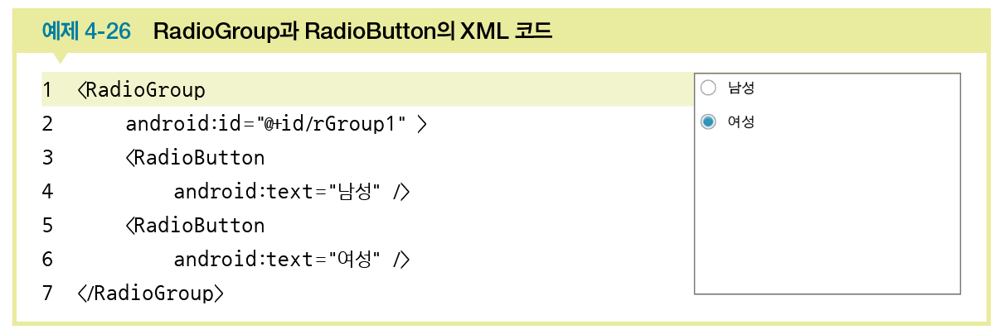 예제 4-26 RadioGroup과 RadioButton의 XML 코드
1 <RadioGroup
2 android:id="@+id/rGroup1" >
3 <RadioButton
4 android:text="남성" />
5 <RadioButton
6 android:text="여성" />
7 </RadioGroup>
남성
여성